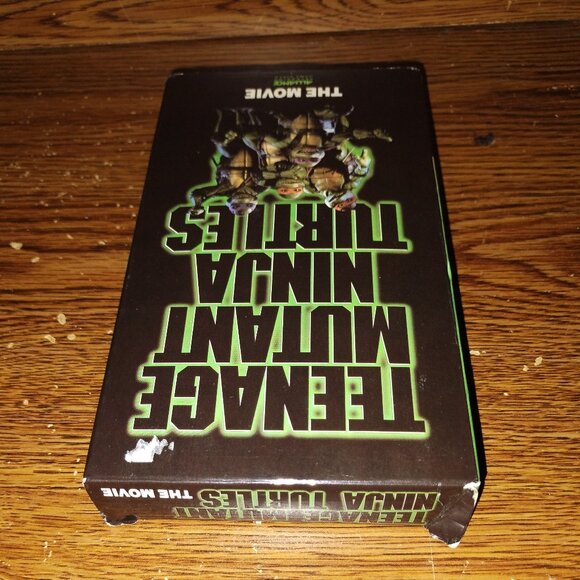 TEENAGE
MUTANT
NINJA
TURTLES
THE MOVIE
TEENAGE MUTANT
NINJA TURTLES
THE MOVIE